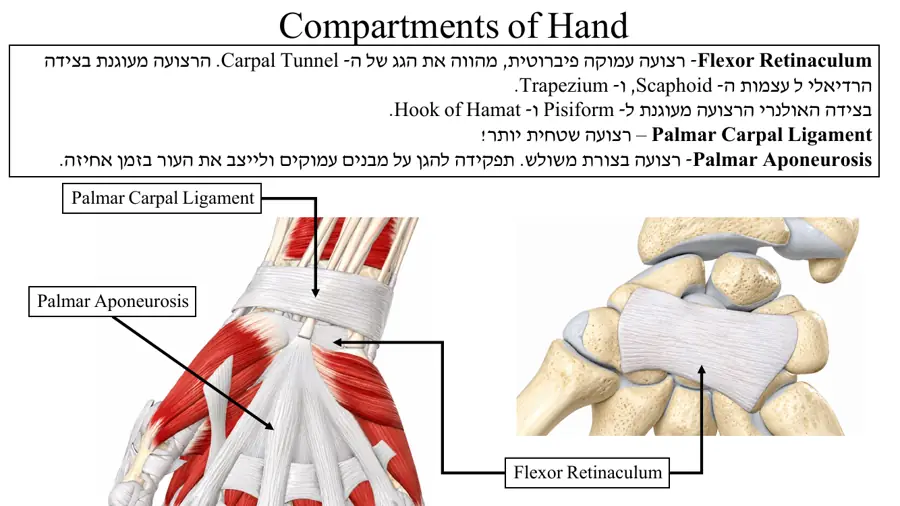 Compartments of Hand
Flexor Retinaculum- רצועה עמוקה פיברוטית, מהווה את הגג של ה- Carpal Tunnel. הרצועה מעוגנת בצידה
הרדיאלי ל עצמות ה- Scaphoid, ו- Trapezium.
בצידה האולנרי הרצועה מעוגנת ל- Pisiform ו- Hook of Hamat.
Palmar Carpal Ligament – רצועה שטחית יותר!
Palmar Aponeurosis- רצועה בצורת משולש. תפקידה להגן על מבנים עמוקים ולייצב את העור בזמן אחיזה.
Palmar Carpal Ligament
Palmar Aponeurosis
Flexor Retinaculum